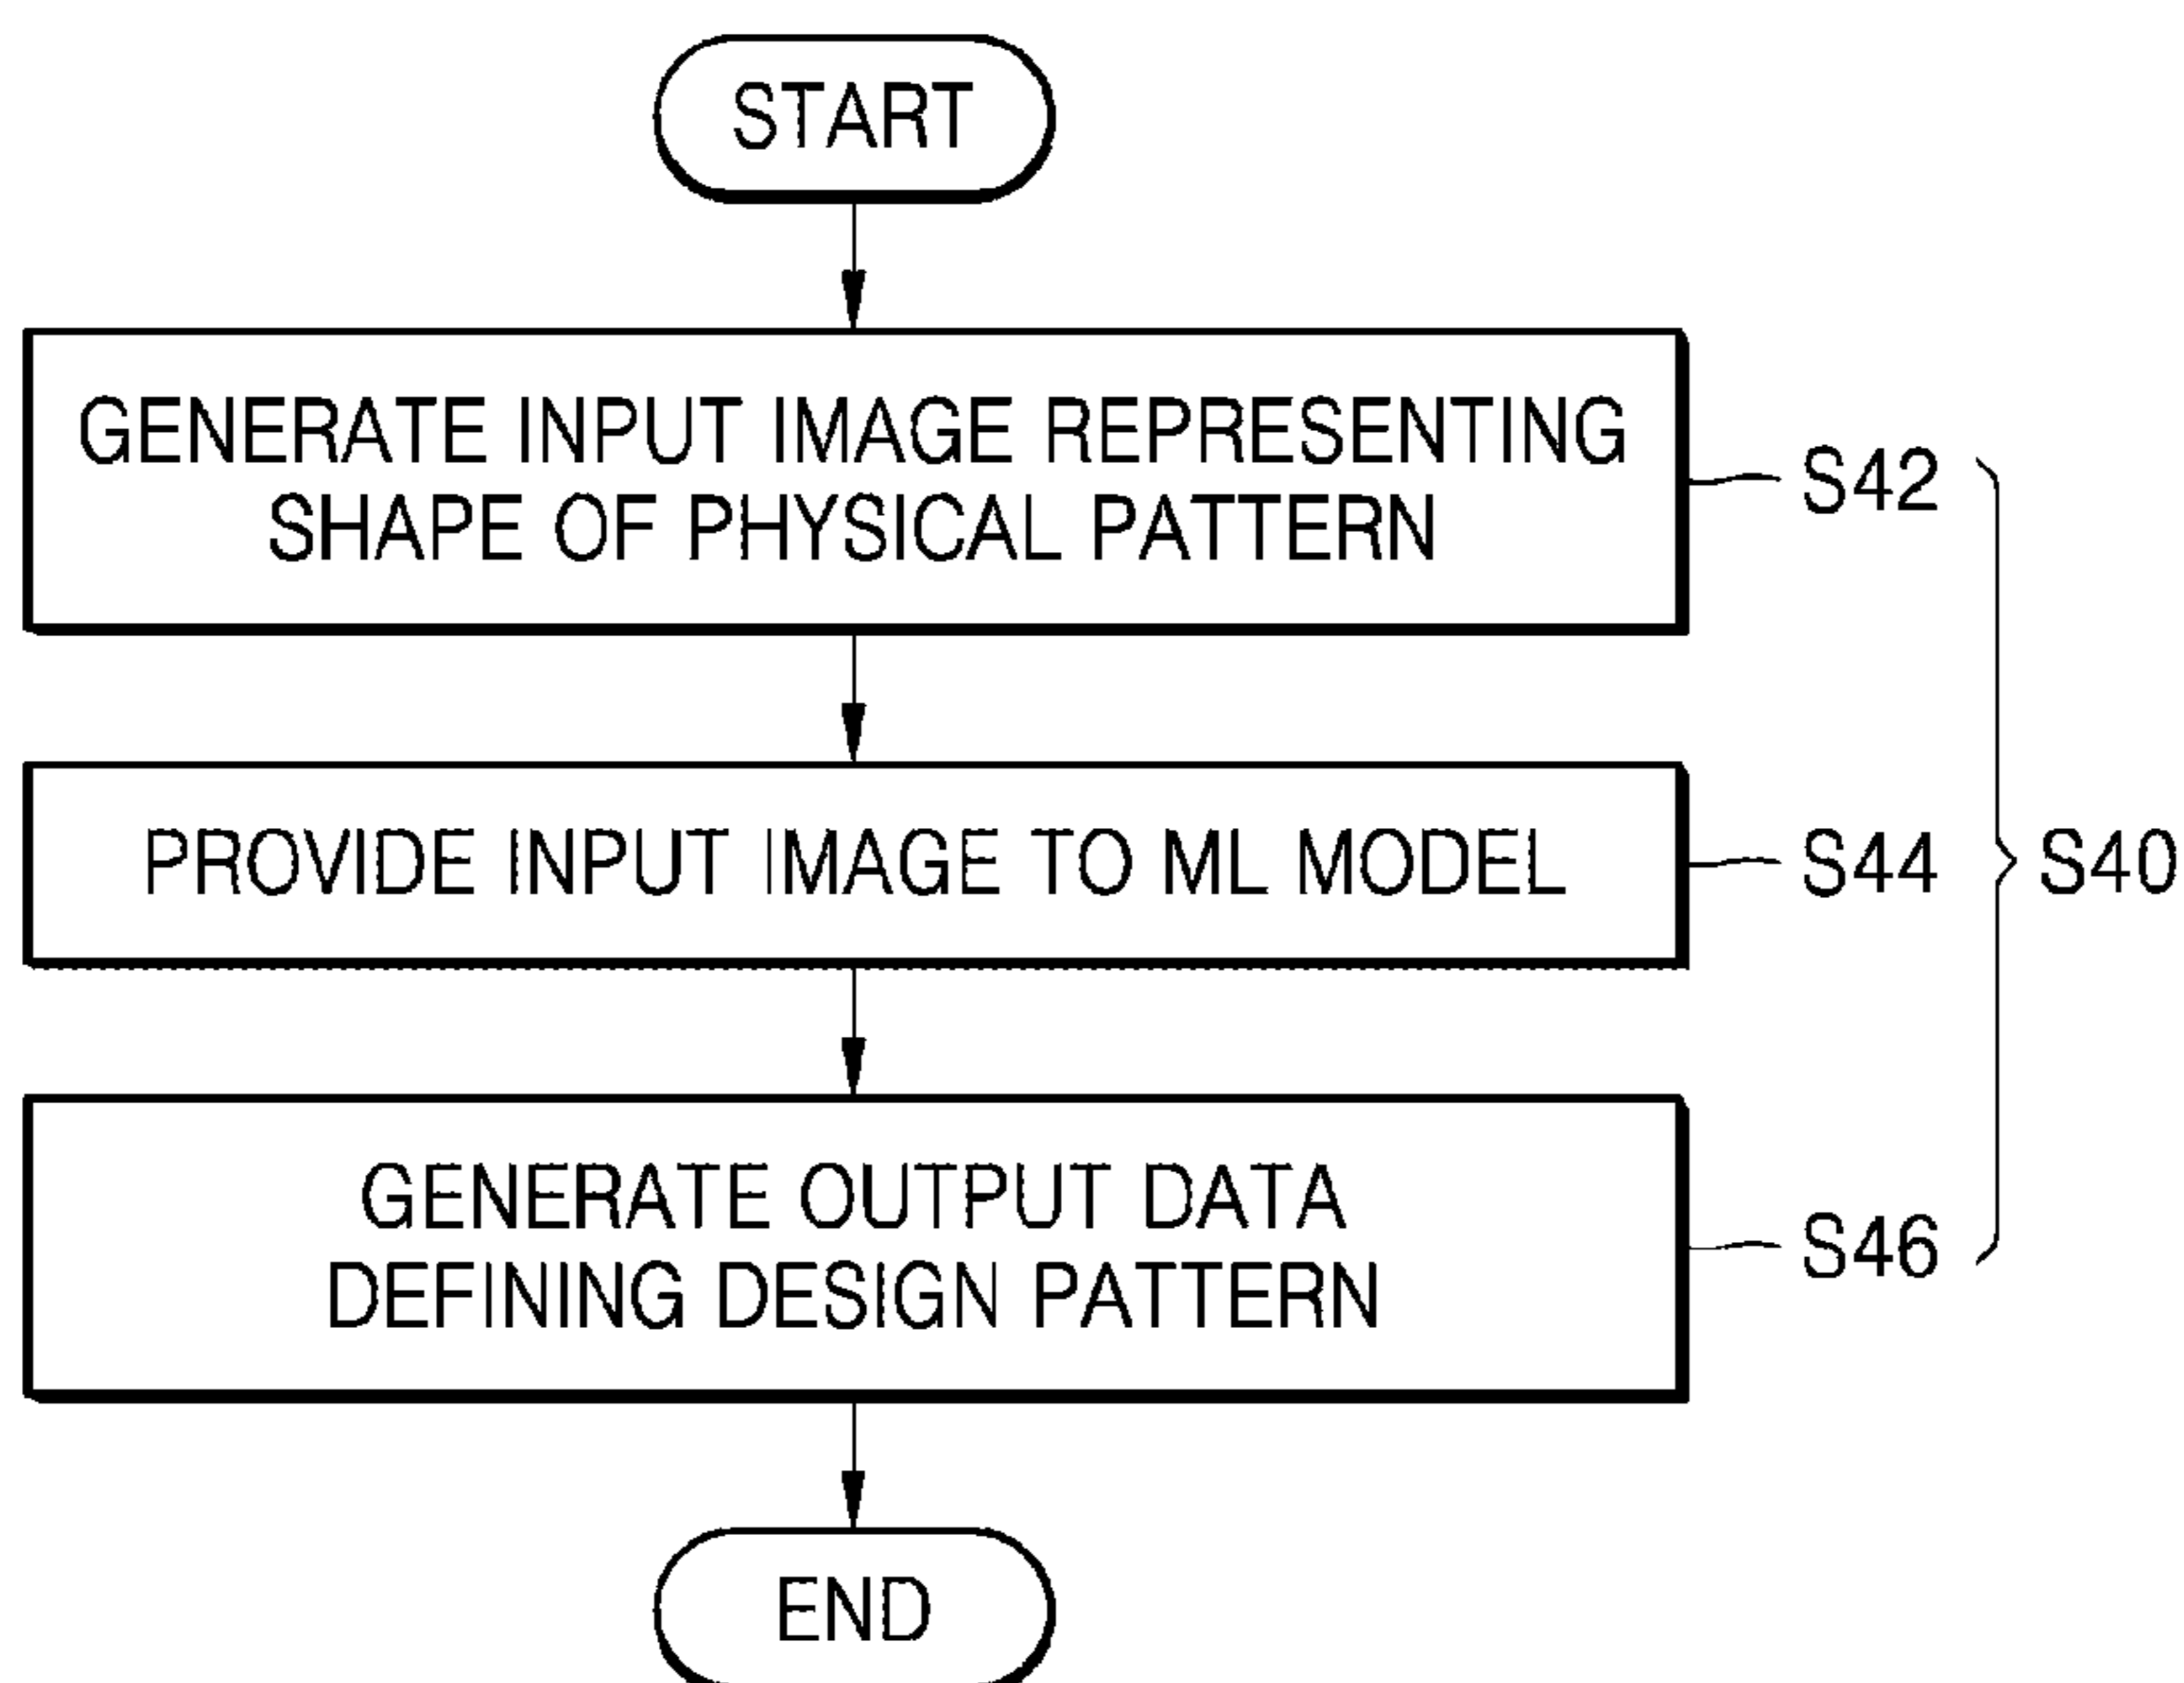 START
GENERATE INPUT IMAGE REPRESENTING
SHAPE OF PHYSICAL PATTERN
S42
PROVIDE INPUT IMAGE TO ML MODEL
S44
S40
GENERATE OUTPUT DATA
DEFINING DESIGN PATTERN
S46
END